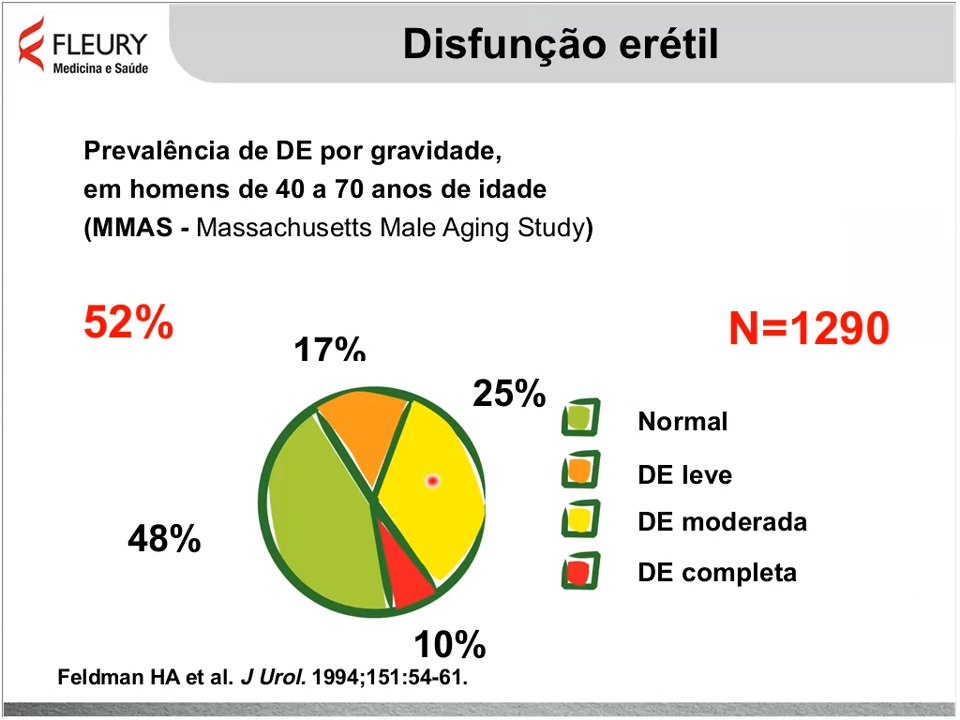 FLEURY
Medicina e Saúde
Disfunção erétil
Prevalência de DE por gravidade,
em homens de 40 a 70 anos de idade
(MMAS - Massachusetts Male Aging Study)
52%
N=1290
17%
25%
48%
10%
Normal
DE leve
DE moderada
DE completa
Feldman HA et al. J Urol. 1994;151:54-61.